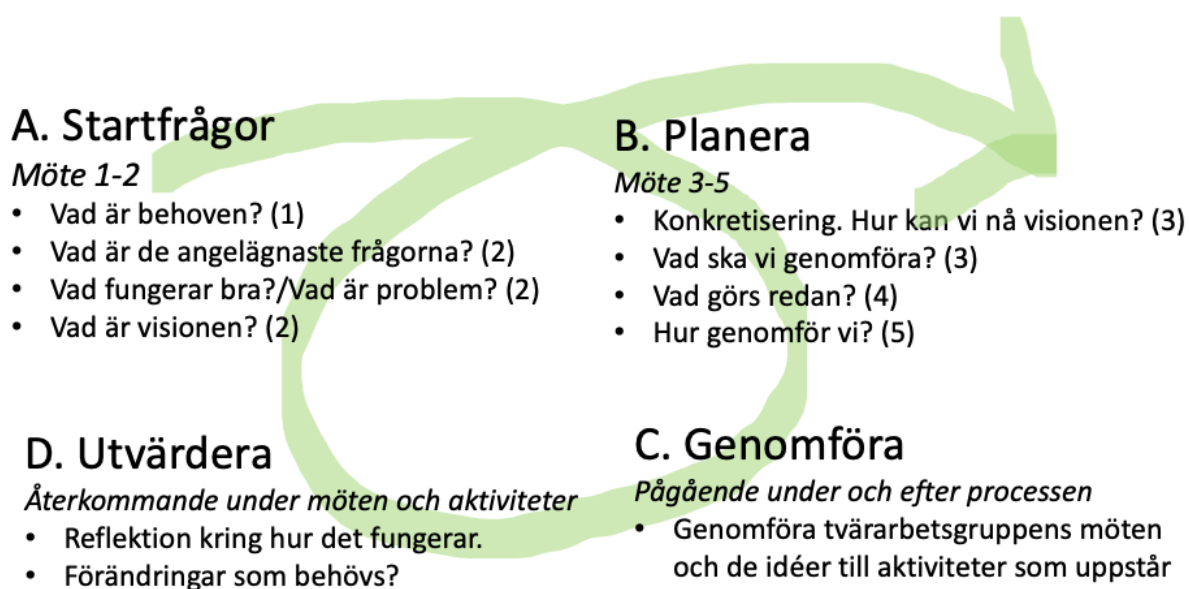 A. Startfrågor
Möte 1-2
• Vad är behoven? (1)
• Vad är de angelägnaste frågorna? (2)
• Vad fungerar bra?/Vad är problem? (2)
• Vad är visionen? (2)
B. Planera
Möte 3-5
• Konkretisering. Hur kan vi nå visionen? (3)
• Vad ska vi genomföra? (3)
• Vad görs redan? (4)
• Hur genomför vi? (5)
D. Utvärdera
Återkommande under möten och aktiviteter
• Reflektion kring hur det fungerar.
• Förändringar som behövs?
C. Genomföra
Pågående under och efter processen
• Genomföra tvärarbetsgruppens möten
och de idéer till aktiviteter som uppstår